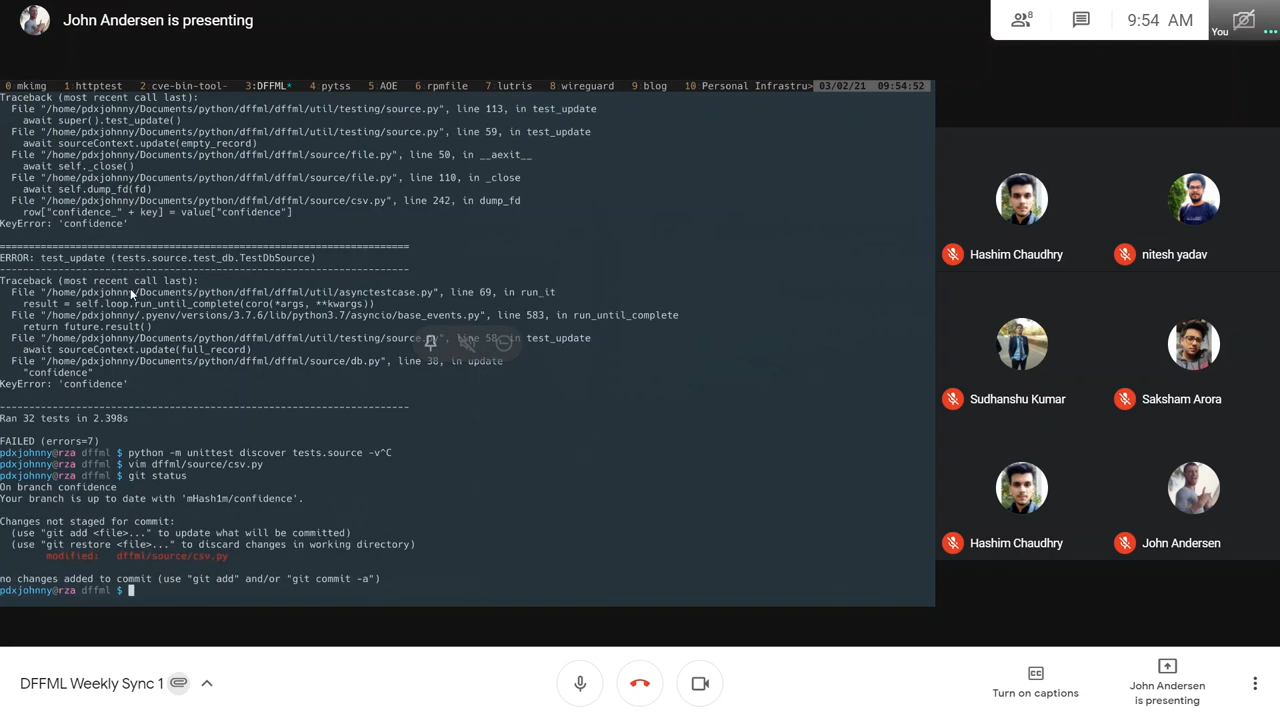 John Andersen is presenting
8
9:54 AM
You
0 mkimg 1 httptest 2 cve-bin-tool- 3:DFFML* 4 pytss 5 AOE 6 rpmfile 7 lutris 8 wireguard 9 blog 10 Personal Infrastru> 03/02/21 09:54:52
Traceback (most recent call last):
File "/home/pdxjohnny/Documents/python/dffml/dffml/util/testing/source.py", line 113, in test_update
await super().test_update()
File "/home/pdxjohnny/Documents/python/dffml/dffml/util/testing/source.py", line 59, in test_update
await sourceContext.update(empty_record)
File "/home/pdxjohnny/Documents/python/dffml/dffml/source/file.py", line 50, in __aexit__
await self._close()
File "/home/pdxjohnny/Documents/python/dffml/dffml/source/file.py", line 110, in _close
await self.dump_fd(fd)
File "/home/pdxjohnny/Documents/python/dffml/dffml/source/csv.py", line 242, in dump_fd
row["confidence_" + key] = value["confidence"]
KeyError: 'confidence'
======================================================================
ERROR: test_update (tests.source.test_db.TestDbSource)
----------------------------------------------------------------------
Traceback (most recent call last):
File "/home/pdxjohnny/Documents/python/dffml/dffml/util/asynctestcase.py", line 69, in run_it
result = self.loop.run_until_complete(coro(*args, **kwargs))
File "/home/pdxjohnny/.pyenv/versions/3.7.6/lib/python3.7/asyncio/base_events.py", line 583, in run_until_complete
return future.result()
File "/home/pdxjohnny/Documents/python/dffml/dffml/util/testing/source.py", line 58, in test_update
await sourceContext.update(full_record)
File "/home/pdxjohnny/Documents/python/dffml/dffml/source/db.py", line 38, in update
"confidence"
KeyError: 'confidence'
----------------------------------------------------------------------
Ran 32 tests in 2.398s
FAILED (errors=7)
pdxjohnny@rza dffml $ python -m unittest discover tests.source -v^C
pdxjohnny@rza dffml $ vim dffml/source/csv.py
pdxjohnny@rza dffml $ git status
On branch confidence
Your branch is up to date with 'mHash1m/confidence'.
Changes not staged for commit:
(use "git add <file>..." to update what will be committed)
(use "git restore <file>..." to discard changes in working directory)
modified: dffml/source/csv.py
no changes added to commit (use "git add" and/or "git commit -a")
pdxjohnny@rza dffml $
Hashim Chaudhry
nitesh yadav
Sudhanshu Kumar
Saksham Arora
Hashim Chaudhry
John Andersen
DFFML Weekly Sync 1
CC
Turn on captions
John Andersen
is presenting